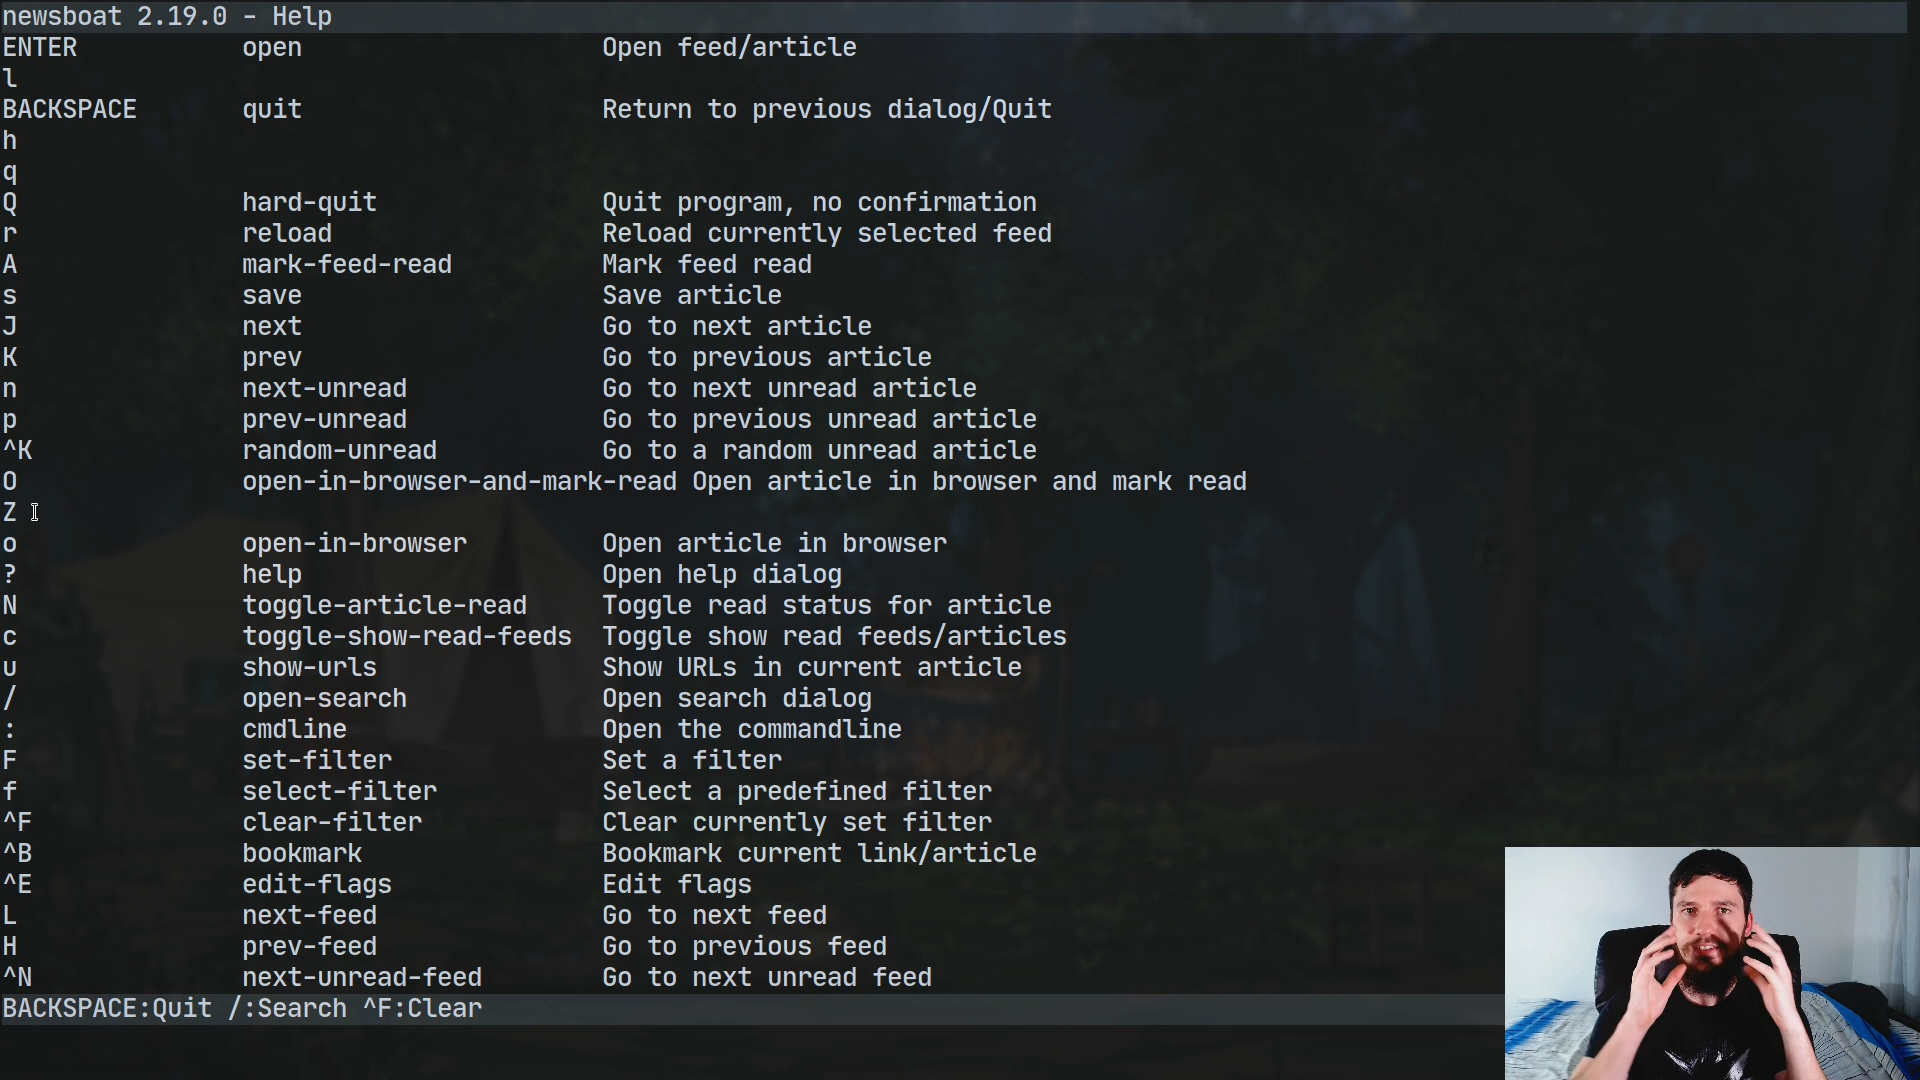 newsboat 2.19.0 - Help
ENTER open Open feed/article
l
BACKSPACE quit Return to previous dialog/Quit
h
q
Q hard-quit Quit program, no confirmation
r reload Reload currently selected feed
A mark-feed-read Mark feed read
s save Save article
J next Go to next article
K prev Go to previous article
n next-unread Go to next unread article
p prev-unread Go to previous unread article
^K random-unread Go to a random unread article
O open-in-browser-and-mark-read Open article in browser and mark read
Z
o open-in-browser Open article in browser
? help Open help dialog
N toggle-article-read Toggle read status for article
c toggle-show-read-feeds Toggle show read feeds/articles
u show-urls Show URLs in current article
/ open-search Open search dialog
: cmdline Open the commandline
F set-filter Set a filter
f select-filter Select a predefined filter
^F clear-filter Clear currently set filter
^B bookmark Bookmark current link/article
^E edit-flags Edit flags
L next-feed Go to next feed
H prev-feed Go to previous feed
^N next-unread-feed Go to next unread feed
BACKSPACE:Quit /:Search ^F:Clear